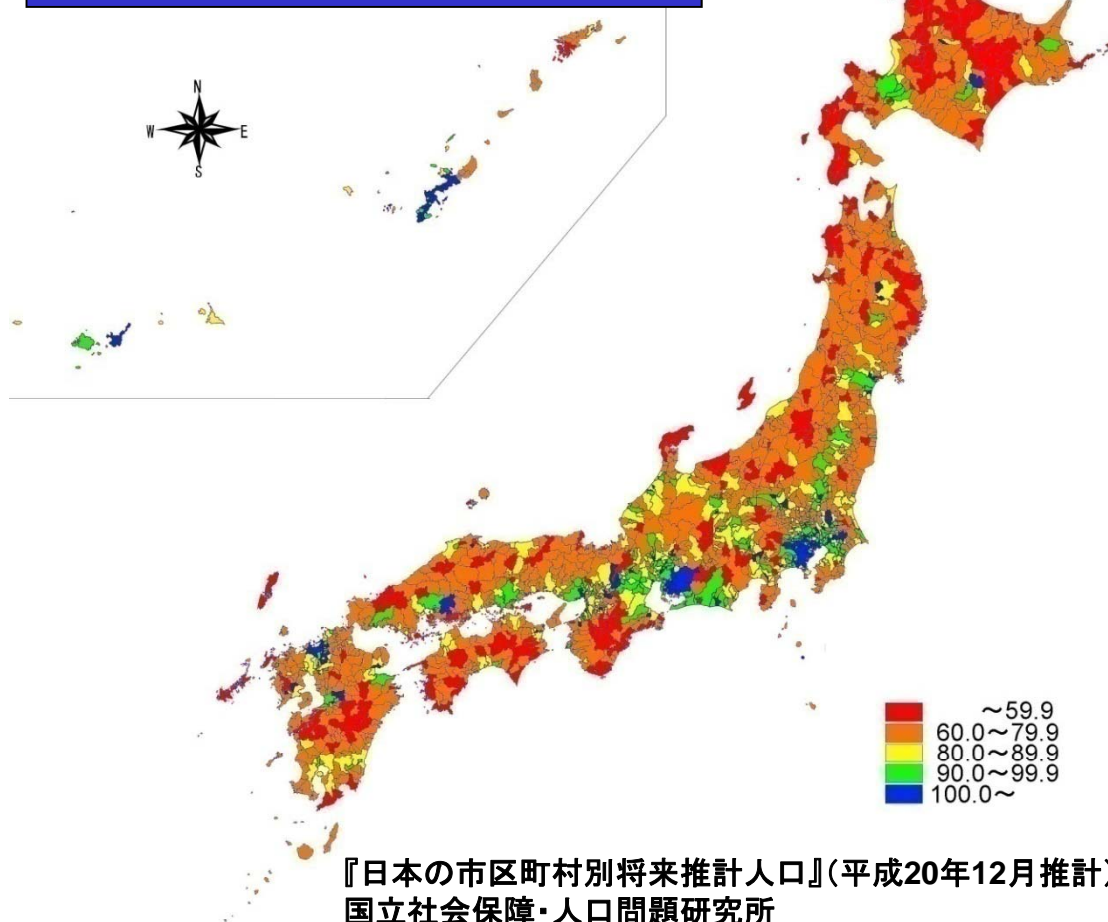 N
W E
S
～59.9
60.0～79.9
80.0～89.9
90.0～99.9
100.0～
『日本の市区町村別将来推計人口』(平成20年12月推計)
国立社会保障・人口問題研究所